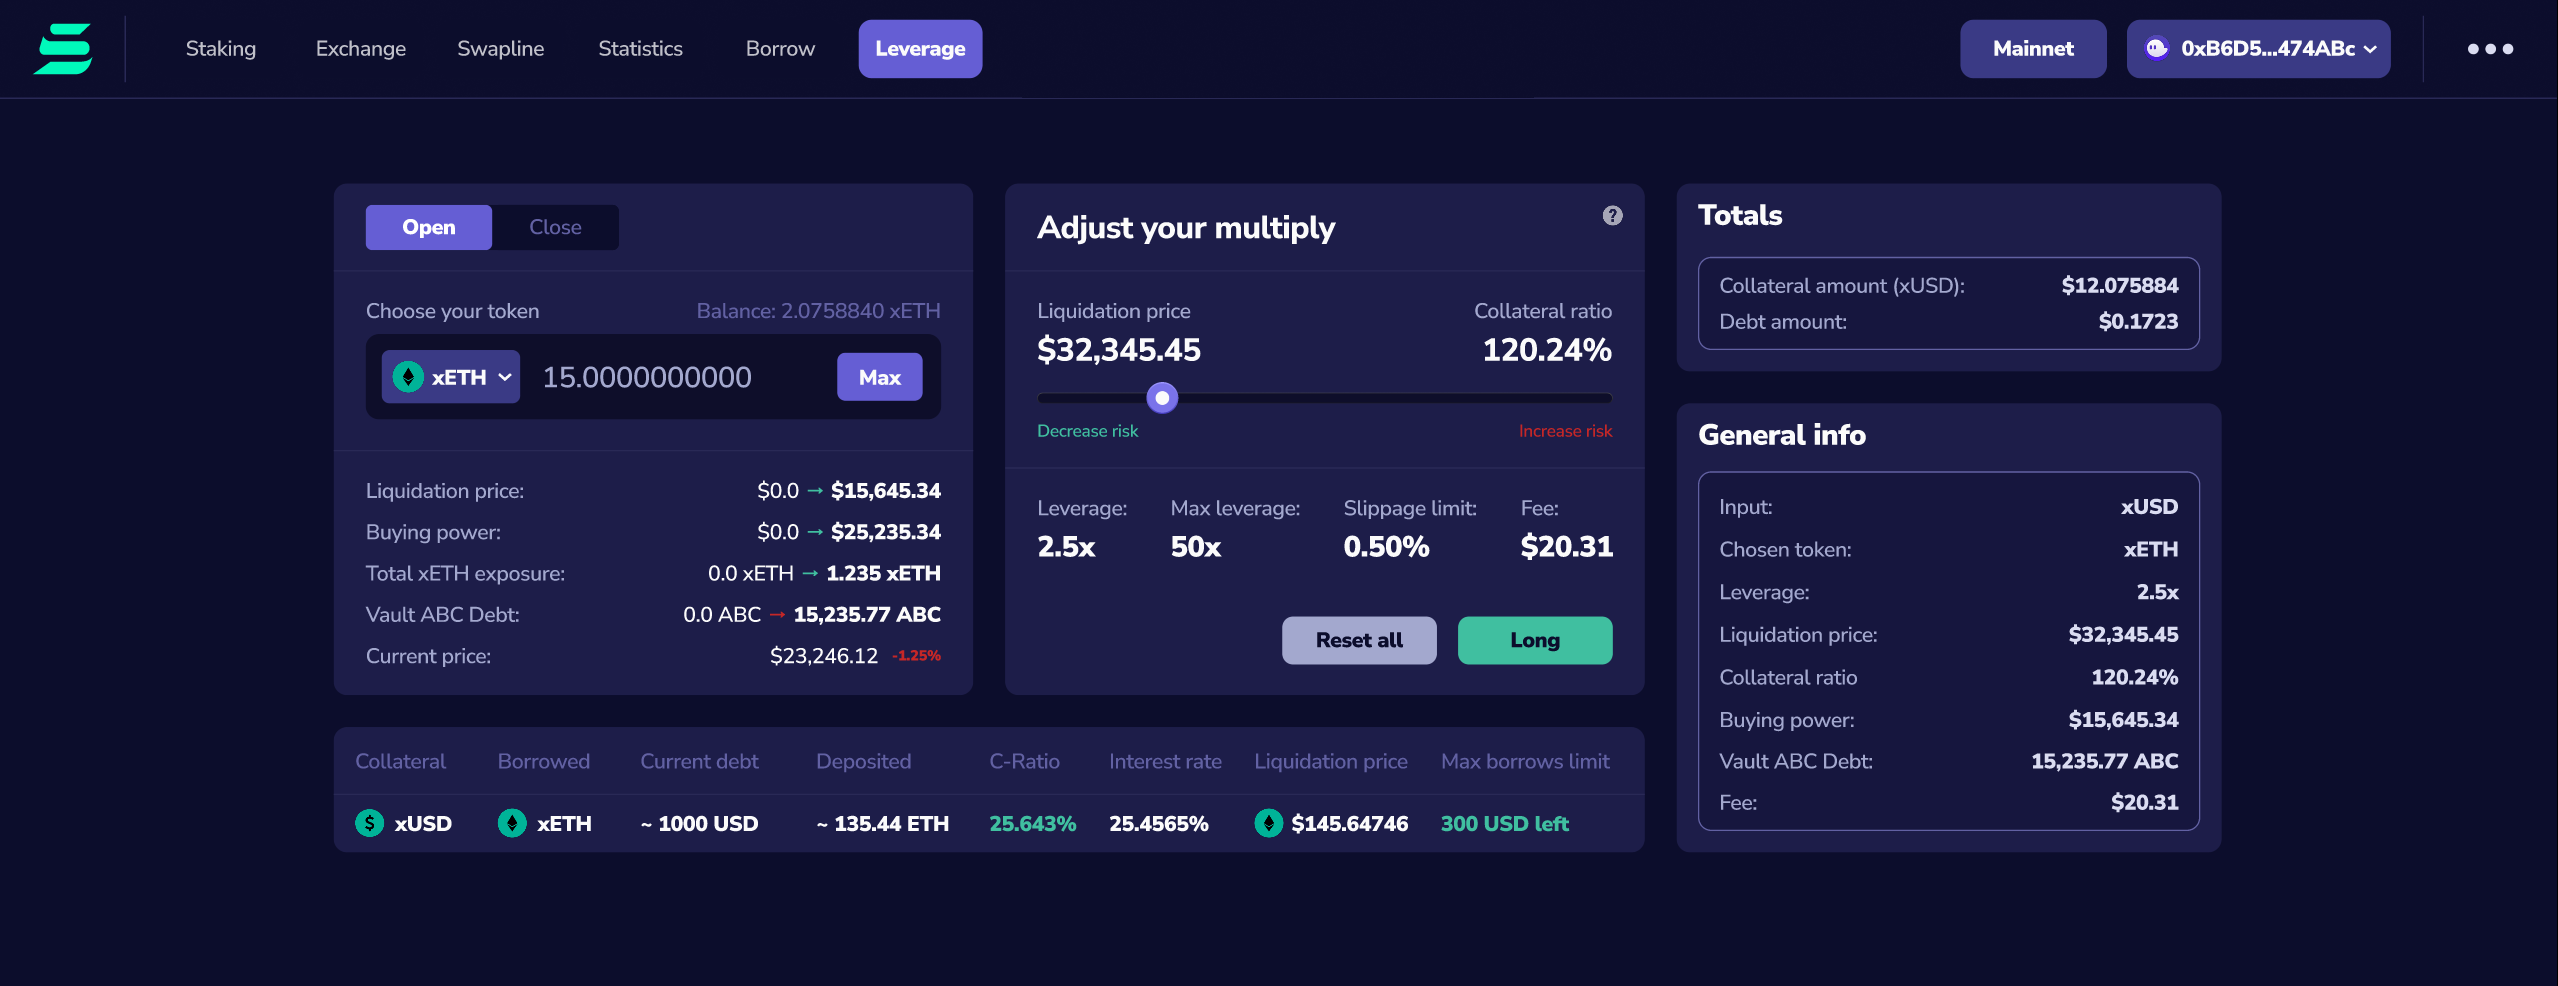 Staking Exchange Swapline Statistics Borrow Leverage Mainnet 0xB6D5...474ABc
Open Close
Choose your token Balance: 2.0758840 xETH
xETH 15.0000000000 Max
Liquidation price: $0.0 → $15,645.34
Buying power: $0.0 → $25,235.34
Total xETH exposure: 0.0 xETH → 1.235 xETH
Vault ABC Debt: 0.0 ABC → 15,235.77 ABC
Current price: $23,246.12 -1.25%
Adjust your multiply ?
Liquidation price Collateral ratio
$32,345.45 120.24%
Decrease risk Increase risk
Leverage: Max leverage: Slippage limit: Fee:
2.5x 50x 0.50% $20.31
Reset all Long
Totals
Collateral amount (xUSD): $12.075884
Debt amount: $0.1723
General info
Input: xUSD
Chosen token: xETH
Leverage: 2.5x
Liquidation price: $32,345.45
Collateral ratio 120.24%
Buying power: $15,645.34
Vault ABC Debt: 15,235.77 ABC
Fee: $20.31
Collateral Borrowed Current debt Deposited C-Ratio Interest rate Liquidation price Max borrows limit
$ xUSD xETH ~ 1000 USD ~ 135.44 ETH 25.643% 25.4565% $145.64746 300 USD left